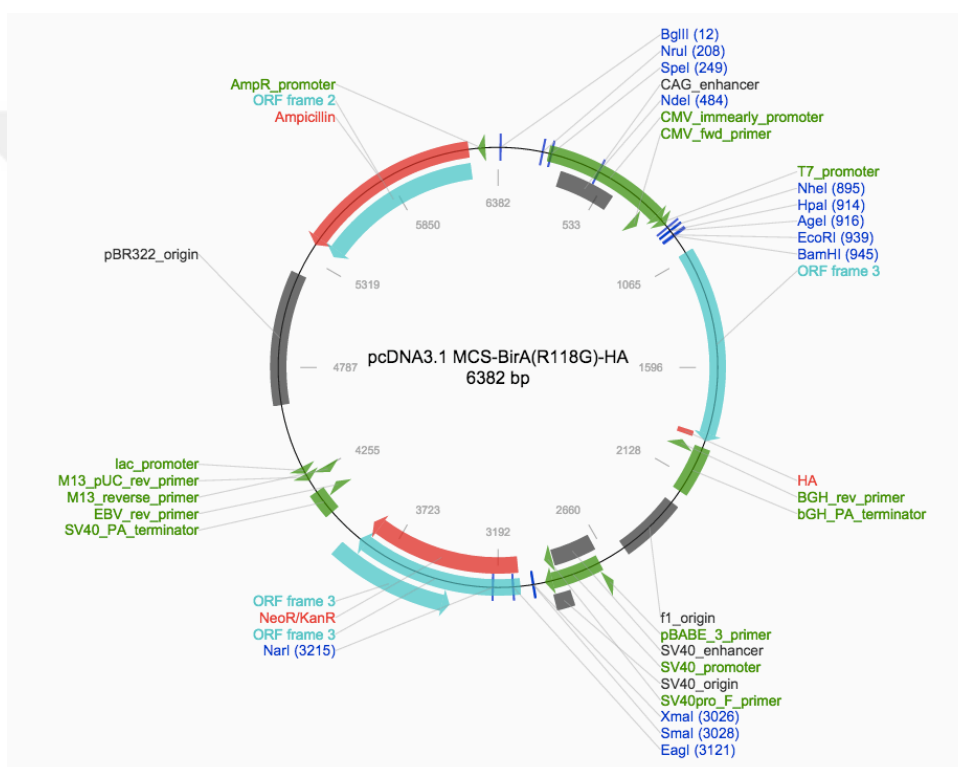 BglII (12)
NruI (208)
SpeI (249)
CAG_enhancer
NdeI (484)
CMV_immearly_promoter
CMV_fwd_primer
T7_promoter
NheI (895)
HpaI (914)
AgeI (916)
EcoRI (939)
BamHI (945)
ORF frame 3
AmpR_promoter
ORF frame 2
Ampicillin
pBR322_origin
6382
533
1065
1596
2128
2660
3192
3723
4255
4787
5319
5850
pcDNA3.1 MCS-BirA(R118G)-HA
6382 bp
HA
BGH_rev_primer
bGH_PA_terminator
lac_promoter
M13_pUC_rev_primer
M13_reverse_primer
EBV_rev_primer
SV40_PA_terminator
ORF frame 3
NeoR/KanR
ORF frame 3
NarI (3215)
f1_origin
pBABE_3_primer
SV40_enhancer
SV40_promoter
SV40_origin
SV40pro_F_primer
XmaI (3026)
SmaI (3028)
EagI (3121)